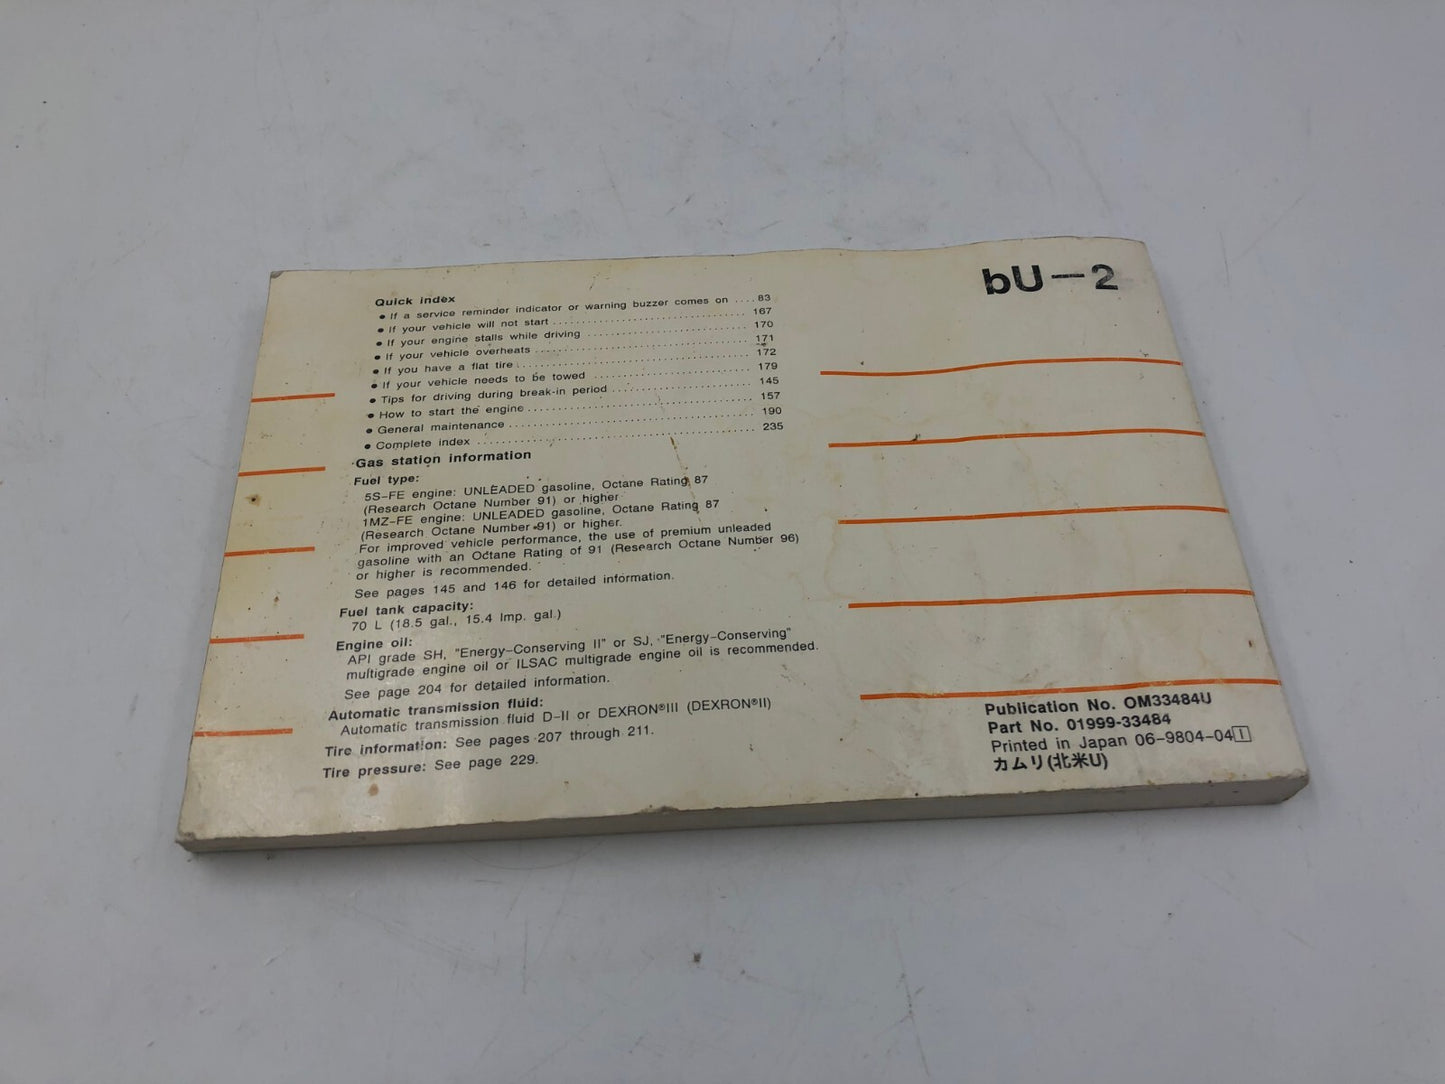 bU-2
Quick index
● If a service reminder indicator or warning buzzer comes on ....83
● If your vehicle will not start ................................ 167
● If your engine stalls while driving .......................... 170
● If your vehicle overheats ................................... 171
● If you have a flat tire ...................................... 172
● If your vehicle needs to be towed .......................... 179
● Tips for driving during break-in period ...................... 145
● How to start the engine .................................... 157
● General maintenance ....................................... 190
● Complete index ............................................ 235
Gas station information
Fuel type:
5S-FE engine: UNLEADED gasoline, Octane Rating 87
(Research Octane Number 91) or higher
1MZ-FE engine: UNLEADED gasoline, Octane Rating 87
(Research Octane Number 91) or higher.
For improved vehicle performance, the use of premium unleaded
gasoline with an Octane Rating of 91 (Research Octane Number 96)
or higher is recommended.
See pages 145 and 146 for detailed information.
Fuel tank capacity:
70 L (18.5 gal., 15.4 Imp. gal.)
Engine oil:
API grade SH, "Energy-Conserving II" or SJ, "Energy-Conserving"
multigrade engine oil or ILSAC multigrade engine oil is recommended.
See page 204 for detailed information.
Automatic transmission fluid:
Automatic transmission fluid D-II or DEXRON®III (DEXRON®II)
Tire information: See pages 207 through 211.
Tire pressure: See page 229.
Publication No. OM33484U
Part No. 01999-33484
Printed in Japan 06-9804-04 I
カムリ(北米U)